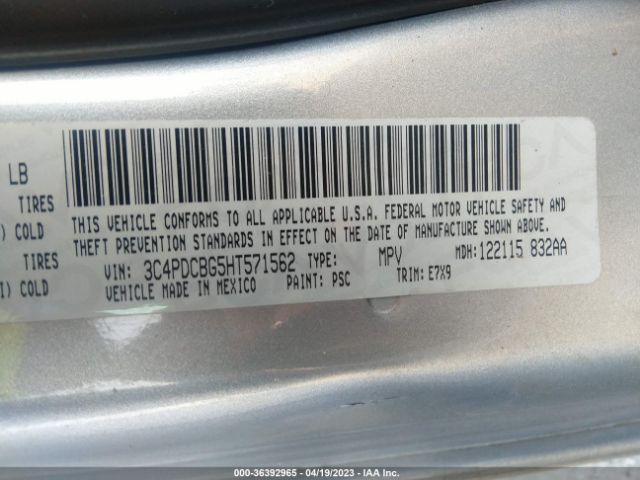 LB
TIRES
) COLD
TIRES
I) COLD
THIS VEHICLE CONFORMS TO ALL APPLICABLE U.S.A. FEDERAL MOTOR VEHICLE SAFETY AND
THEFT PREVENTION STANDARDS IN EFFECT ON THE DATE OF MANUFACTURE SHOWN ABOVE.
VIN: 3C4PDCBG5HT571562 TYPE: MPV MDH:122115 832AA
VEHICLE MADE IN MEXICO PAINT: PSC TRIM: E7X9
000-36392965 - 04/19/2023 - IAA Inc.